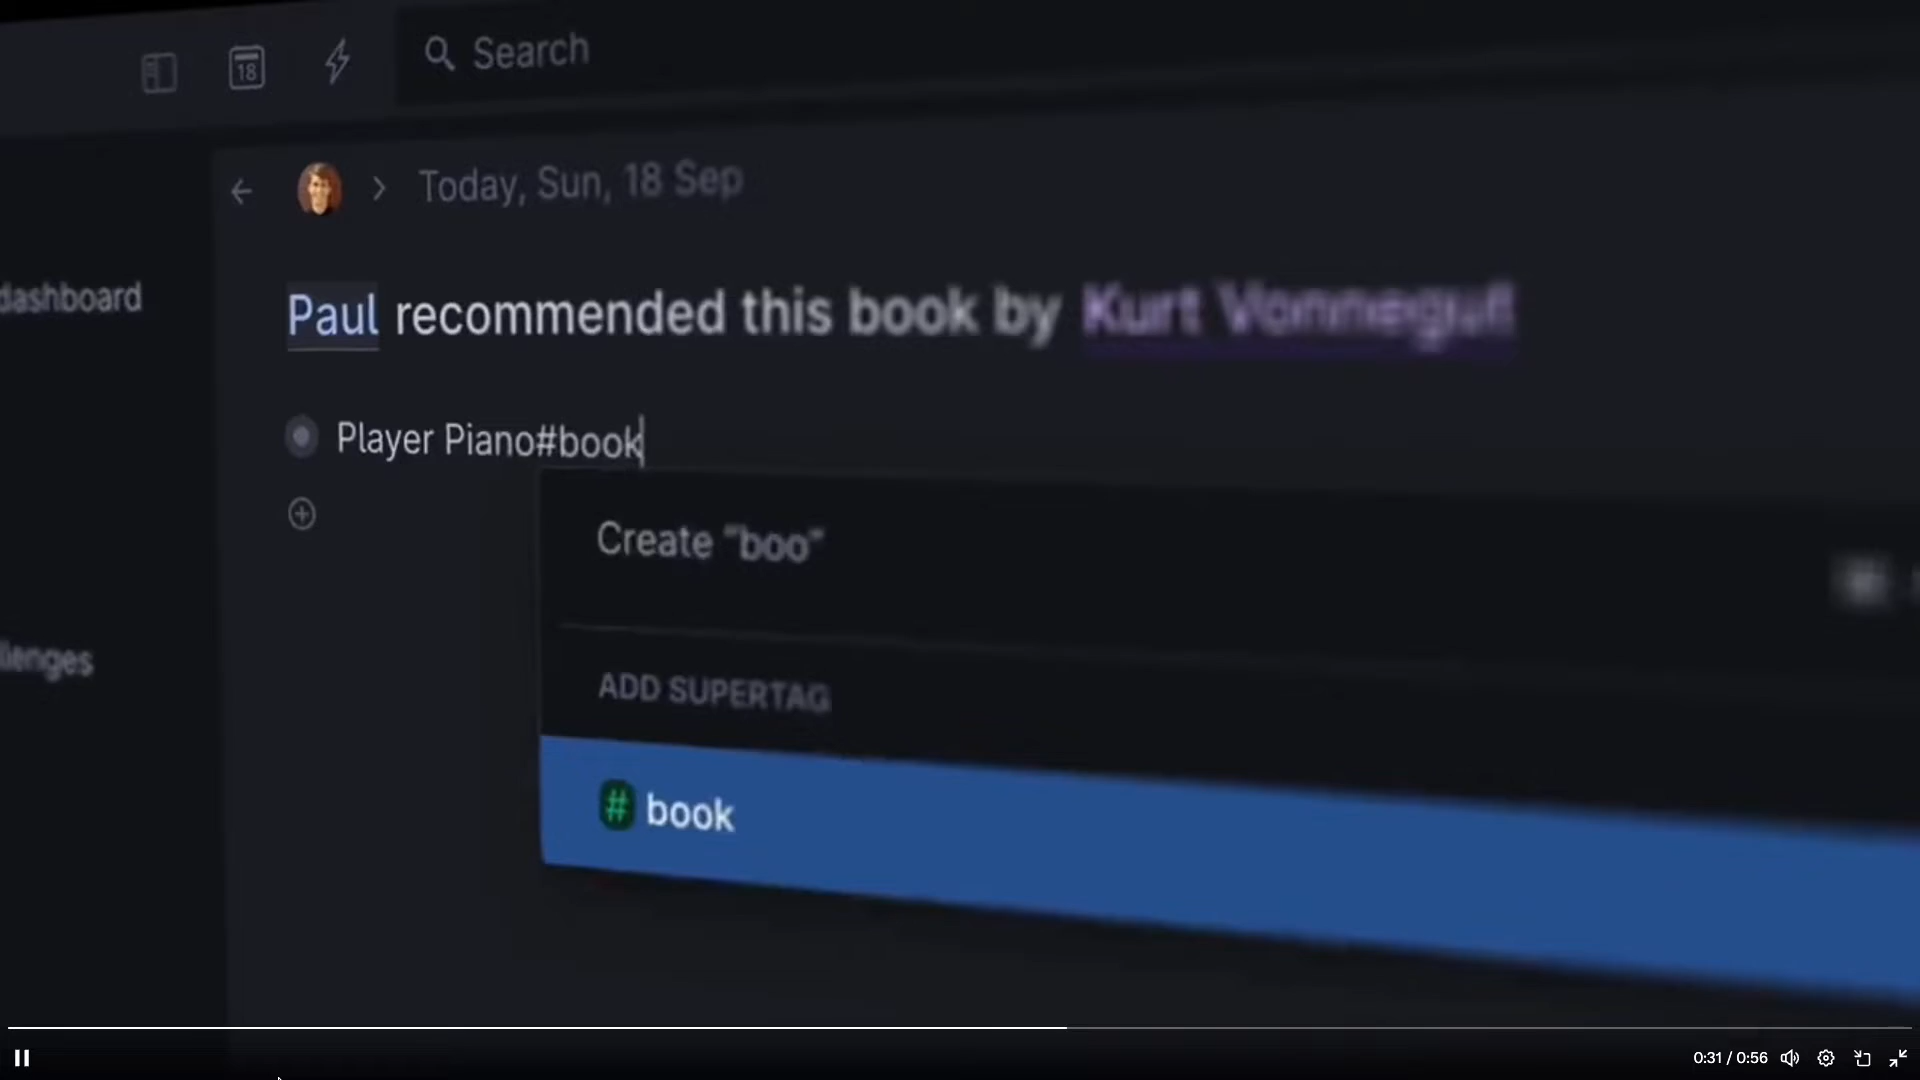 18
Search
Today, Sun, 18 Sep
dashboard
Paul recommended this book by Kurt Vonnegut
Player Piano#book
Create "boo"
llenges
ADD SUPERTAG
# book
0:31 / 0:56